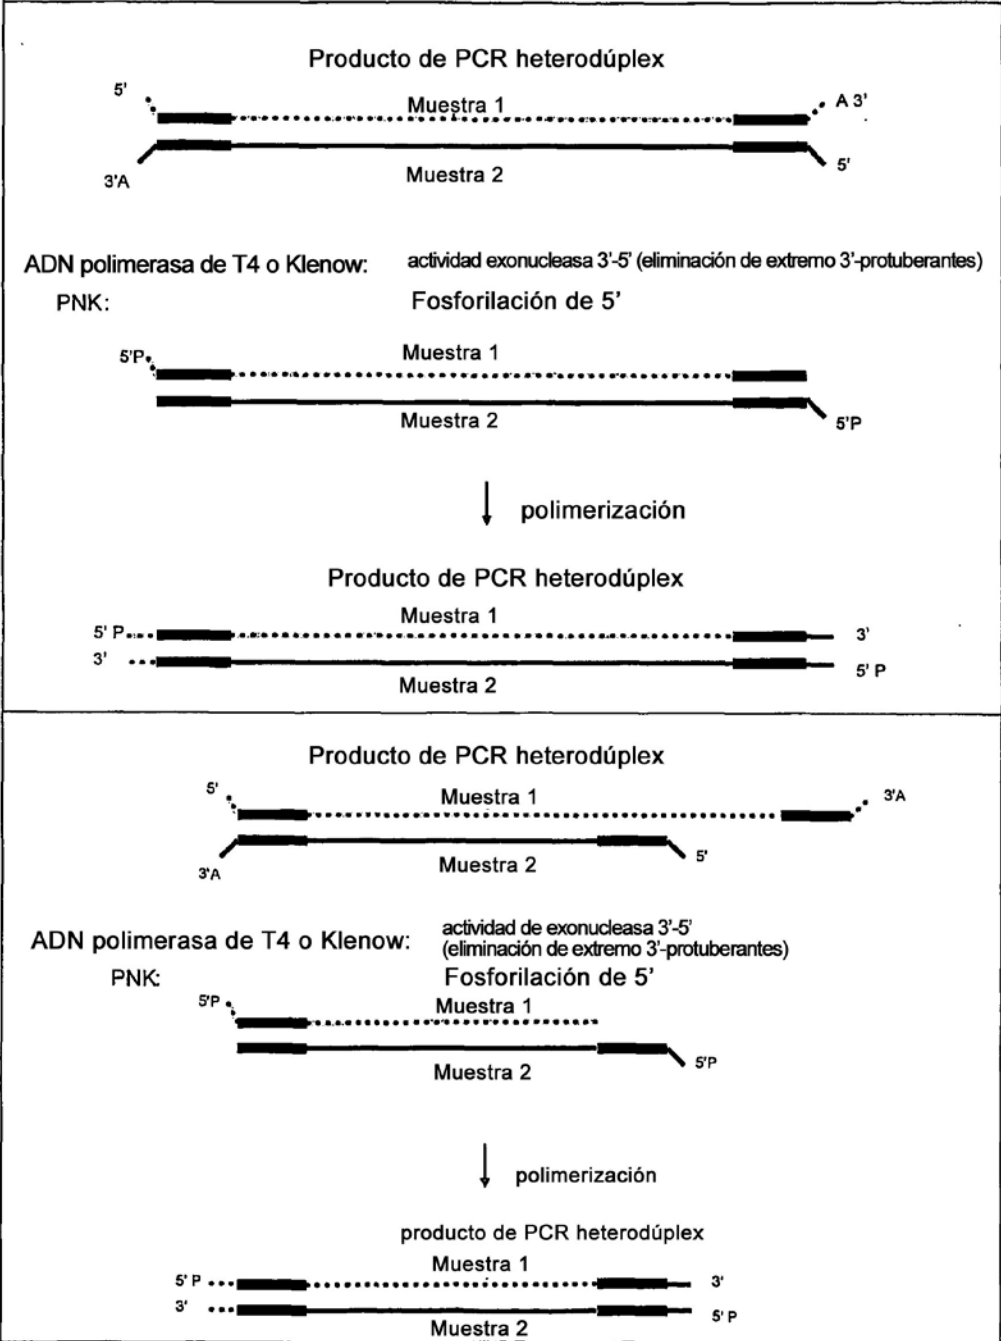 Producto de PCR heterodúplex
5'
Muestra 1
A 3'
3'A
Muestra 2
5'
ADN polimerasa de T4 o Klenow: actividad exonucleasa 3'-5' (eliminación de extremo 3'-protuberantes)
PNK: Fosforilación de 5'
5'P
Muestra 1
Muestra 2
5'P
polimerización
Producto de PCR heterodúplex
Muestra 1
5' P
3'
3'
5' P
Muestra 2
Producto de PCR heterodúplex
5'
Muestra 1
3'A
3'A
Muestra 2
5'
ADN polimerasa de T4 o Klenow: actividad de exonucleasa 3'-5'
(eliminación de extremo 3'-protuberantes)
PNK: Fosforilación de 5'
5'P
Muestra 1
Muestra 2
5'P
polimerización
producto de PCR heterodúplex
Muestra 1
5' P
3'
3'
5' P
Muestra 2